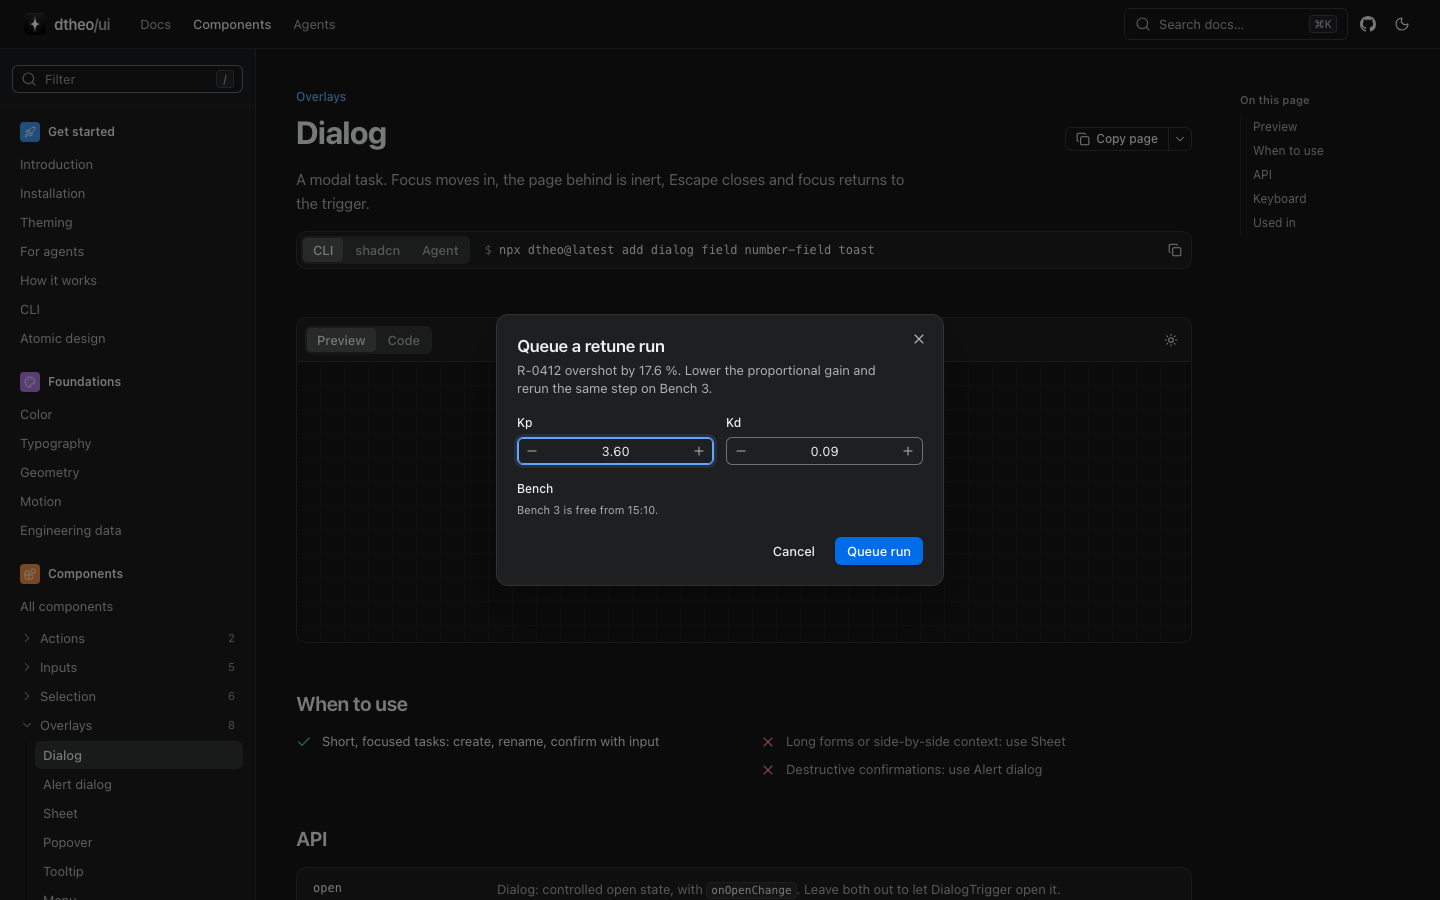 dtheo/ui
Docs
Components
Agents
Search docs...
⌘K
Filter
/
Get started
Introduction
Installation
Theming
For agents
How it works
CLI
Atomic design
Foundations
Color
Typography
Geometry
Motion
Engineering data
Components
All components
Actions 2
Inputs 5
Selection 6
Overlays 8
Dialog
Alert dialog
Sheet
Popover
Tooltip
Menu
Overlays
Dialog
Copy page
A modal task. Focus moves in, the page behind is inert, Escape closes and focus returns to
the trigger.
CLI
shadcn
Agent
$ npx dtheo@latest add dialog field number-field toast
Preview
Code
Queue a retune run
R-0412 overshot by 17.6 %. Lower the proportional gain and
rerun the same step on Bench 3.
Kp
Kd
− 3.60 +
− 0.09 +
Bench
Bench 3 is free from 15:10.
Cancel
Queue run
When to use
Short, focused tasks: create, rename, confirm with input
Long forms or side-by-side context: use Sheet
Destructive confirmations: use Alert dialog
API
open
Dialog: controlled open state, with onOpenChange. Leave both out to let DialogTrigger open it.
On this page
Preview
When to use
API
Keyboard
Used in